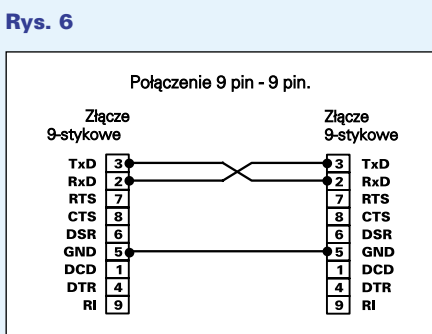 Rys. 6
Połączenie 9 pin - 9 pin.
Złącze
9-stykowe
Złącze
9-stykowe
TxD 3 3 TxD
RxD 2 2 RxD
RTS 7 7 RTS
CTS 8 8 CTS
DSR 6 6 DSR
GND 5 5 GND
DCD 1 1 DCD
DTR 4 4 DTR
RI 9 9 RI